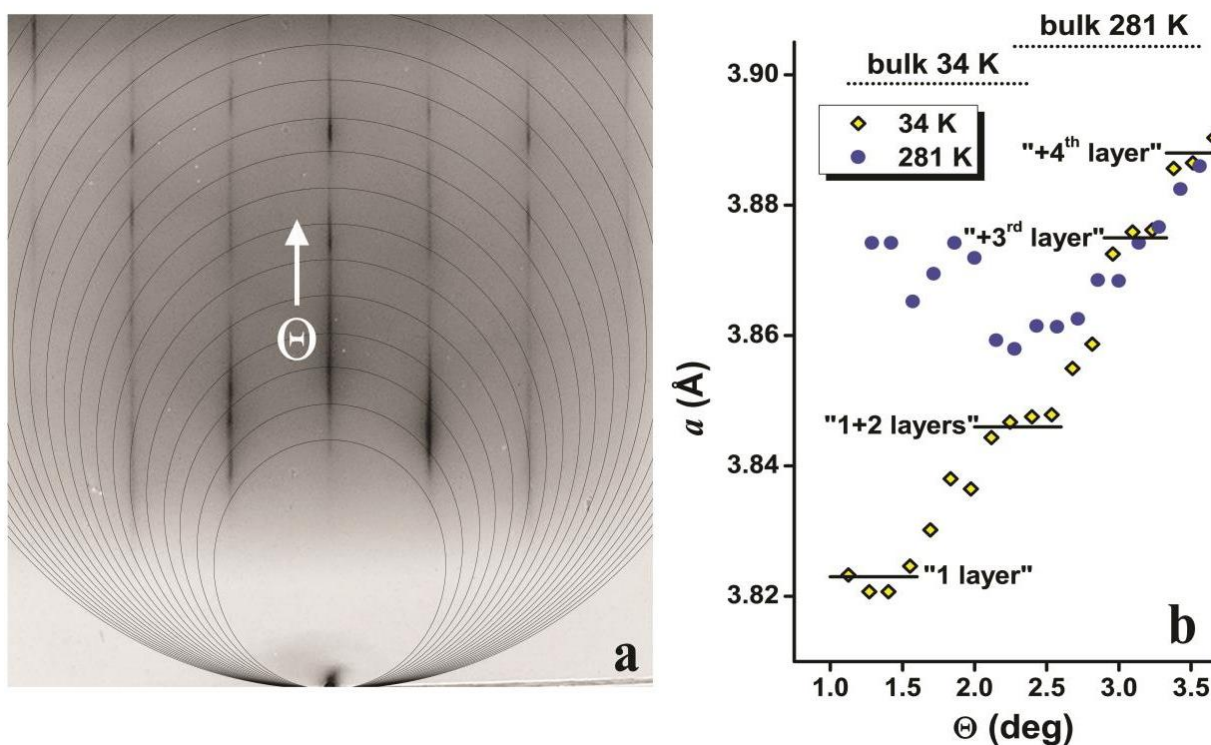 Θ
a
bulk 281 K
bulk 34 K
3.90
34 K
281 K
"+4th layer"
3.88
"+3rd layer"
3.86
a (Å)
"1+2 layers"
3.84
"1 layer"
3.82
b
1.0 1.5 2.0 2.5 3.0 3.5
Θ (deg)